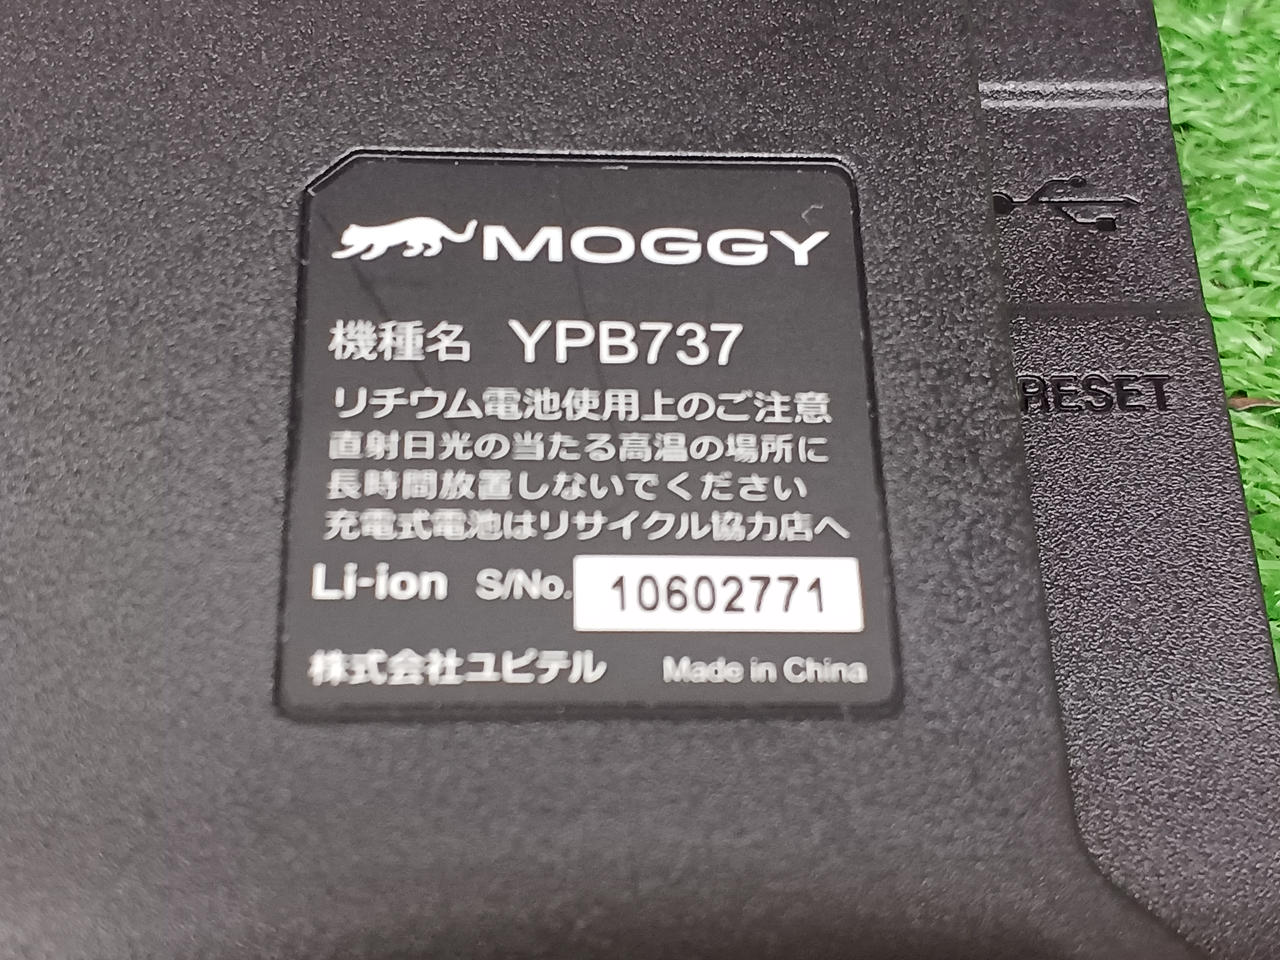 MOGGY
機種名 YPB737
リチウム電池使用上のご注意
直射日光の当たる高温の場所に
長時間放置しないでください
充電式電池はリサイクル協力店へ
Li-ion S/No. 10602771
株式会社ユピテル Made in China
RESET